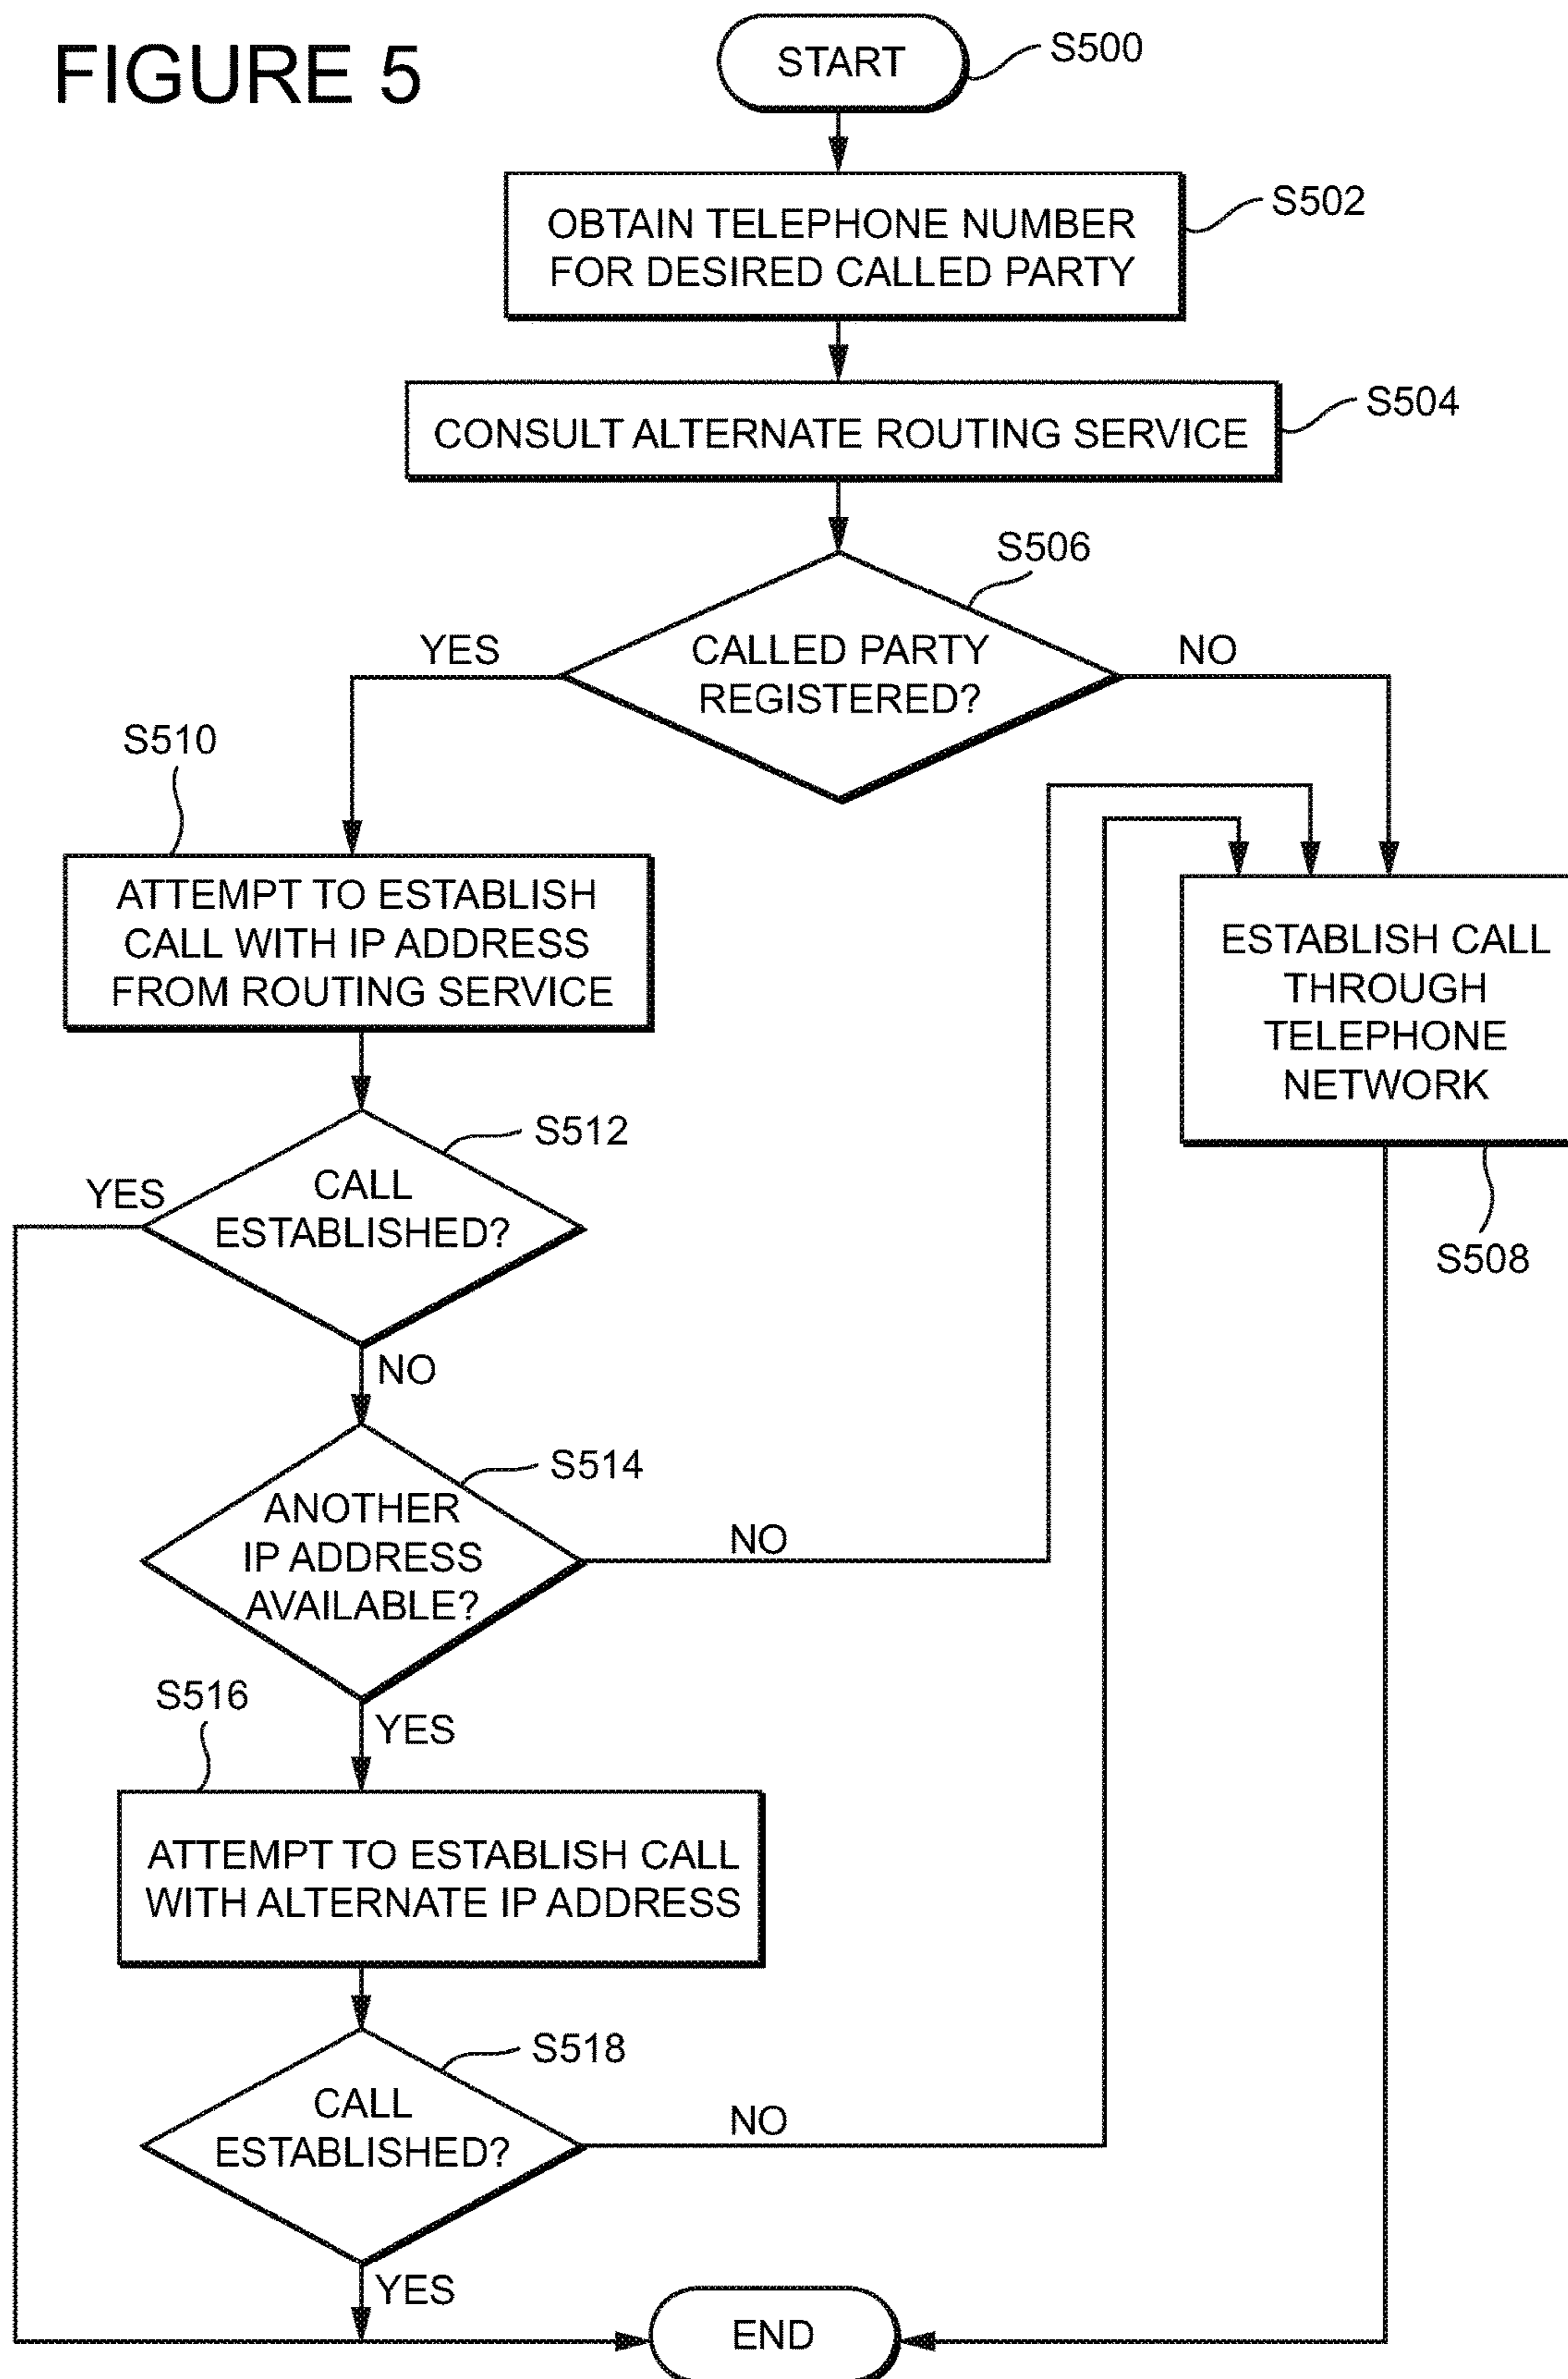 FIGURE 5
START
S500
OBTAIN TELEPHONE NUMBER
FOR DESIRED CALLED PARTY
S502
CONSULT ALTERNATE ROUTING SERVICE
S504
S506
CALLED PARTY
REGISTERED?
YES
NO
S510
ATTEMPT TO ESTABLISH
CALL WITH IP ADDRESS
FROM ROUTING SERVICE
ESTABLISH CALL
THROUGH
TELEPHONE
NETWORK
S508
S512
CALL
ESTABLISHED?
YES
NO
S514
ANOTHER
IP ADDRESS
AVAILABLE?
NO
YES
S516
ATTEMPT TO ESTABLISH CALL
WITH ALTERNATE IP ADDRESS
S518
CALL
ESTABLISHED?
NO
YES
END